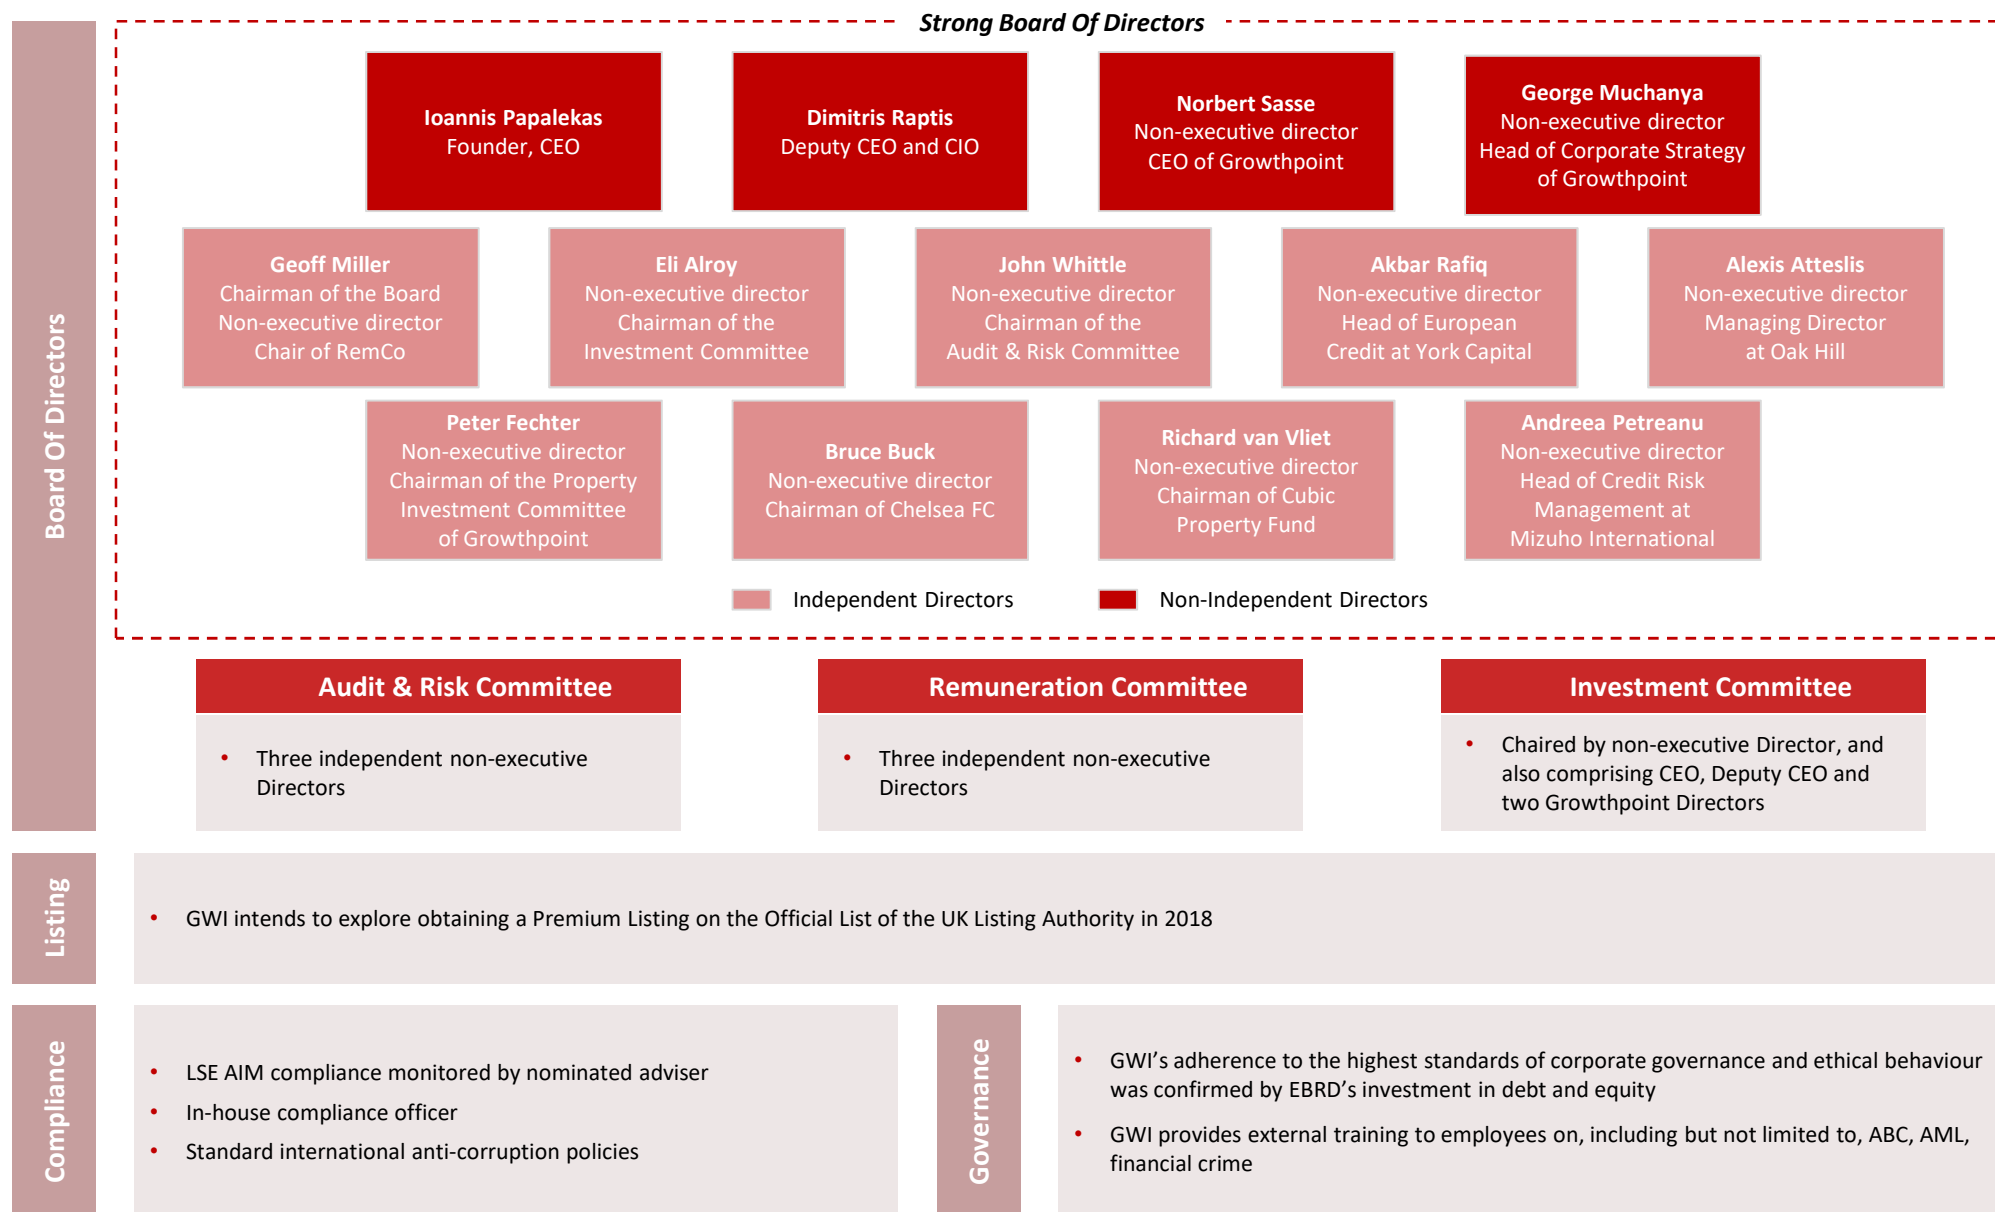 Strong Board Of Directors
Board Of Directors
Ioannis Papalekas
Founder, CEO
Dimitris Raptis
Deputy CEO and CIO
Norbert Sasse
Non-executive director
CEO of Growthpoint
George Muchanya
Non-executive director
Head of Corporate Strategy
of Growthpoint
Geoff Miller
Chairman of the Board
Non-executive director
Chair of RemCo
Eli Alroy
Non-executive director
Chairman of the
Investment Committee
John Whittle
Non-executive director
Chairman of the
Audit & Risk Committee
Akbar Rafiq
Non-executive director
Head of European
Credit at York Capital
Alexis Atteslis
Non-executive director
Managing Director
at Oak Hill
Peter Fechter
Non-executive director
Chairman of the Property
Investment Committee
of Growthpoint
Bruce Buck
Non-executive director
Chairman of Chelsea FC
Richard van Vliet
Non-executive director
Chairman of Cubic
Property Fund
Andreea Petreanu
Non-executive director
Head of Credit Risk
Management at
Mizuho International
Independent Directors
Non-Independent Directors
Audit & Risk Committee
• Three independent non-executive
Directors
Remuneration Committee
• Three independent non-executive
Directors
Investment Committee
• Chaired by non-executive Director, and
also comprising CEO, Deputy CEO and
two Growthpoint Directors
Listing
• GWI intends to explore obtaining a Premium Listing on the Official List of the UK Listing Authority in 2018
Compliance
• LSE AIM compliance monitored by nominated adviser
• In-house compliance officer
• Standard international anti-corruption policies
Governance
• GWI’s adherence to the highest standards of corporate governance and ethical behaviour
was confirmed by EBRD’s investment in debt and equity
• GWI provides external training to employees on, including but not limited to, ABC, AML,
financial crime